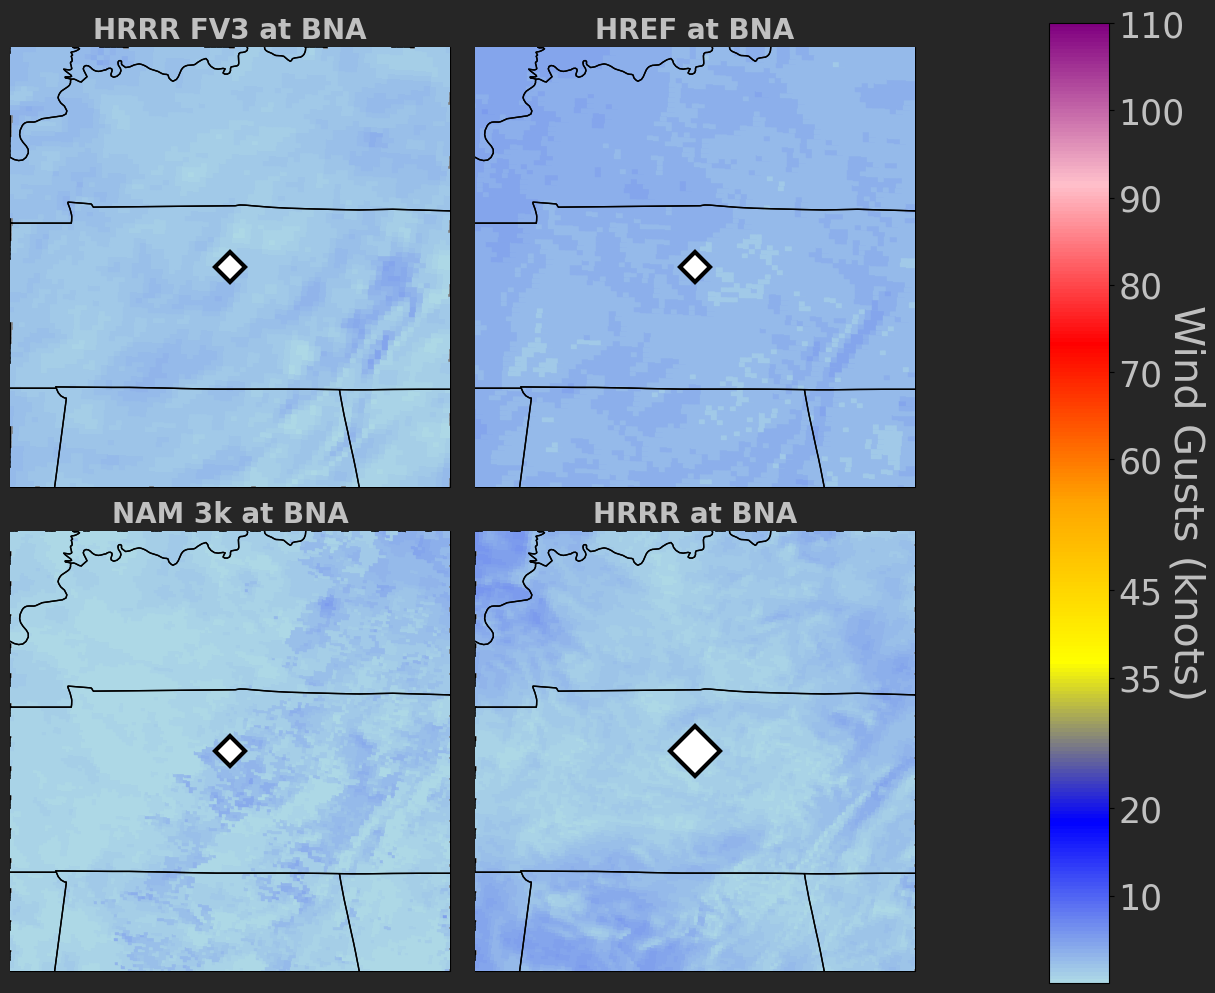 HRRR FV3 at BNA
HREF at BNA
NAM 3k at BNA
HRRR at BNA
110
100
90
80
70
60
45
35
20
10
Wind Gusts (knots)